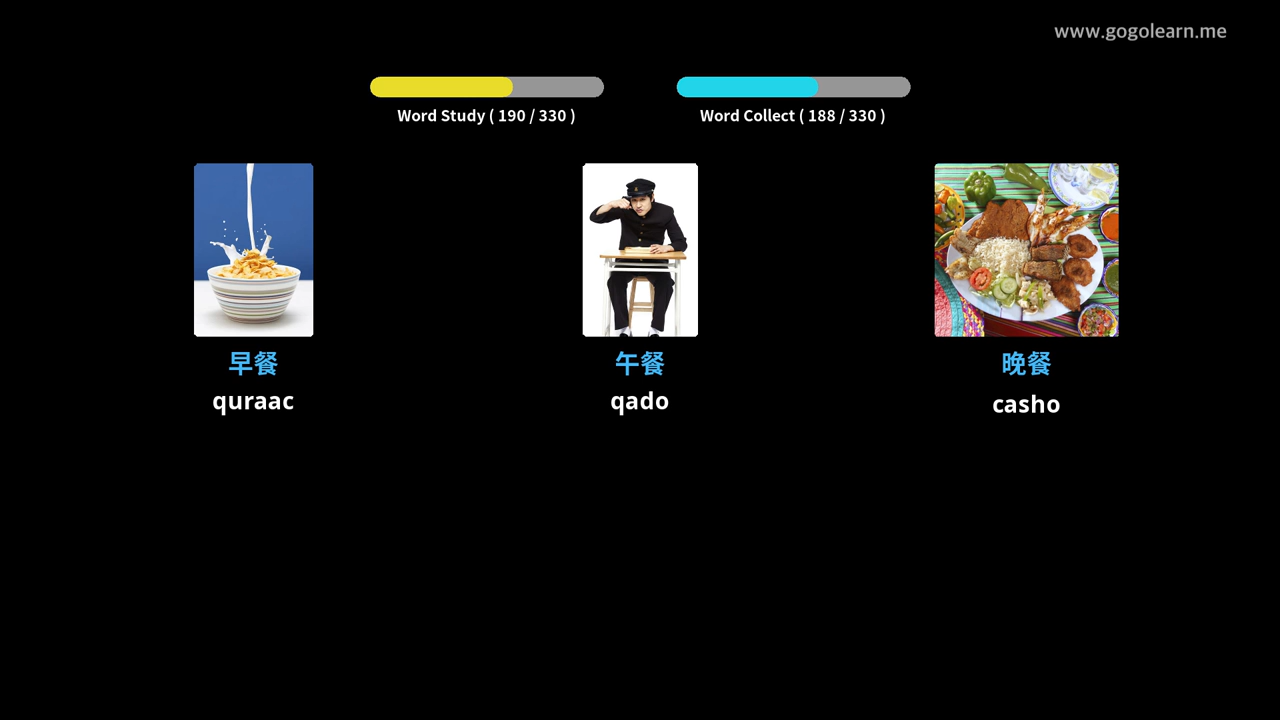 www.gogolearn.me
Word Study ( 190 / 330 )
Word Collect ( 188 / 330 )
早餐
午餐
晚餐
quraac
qado
casho